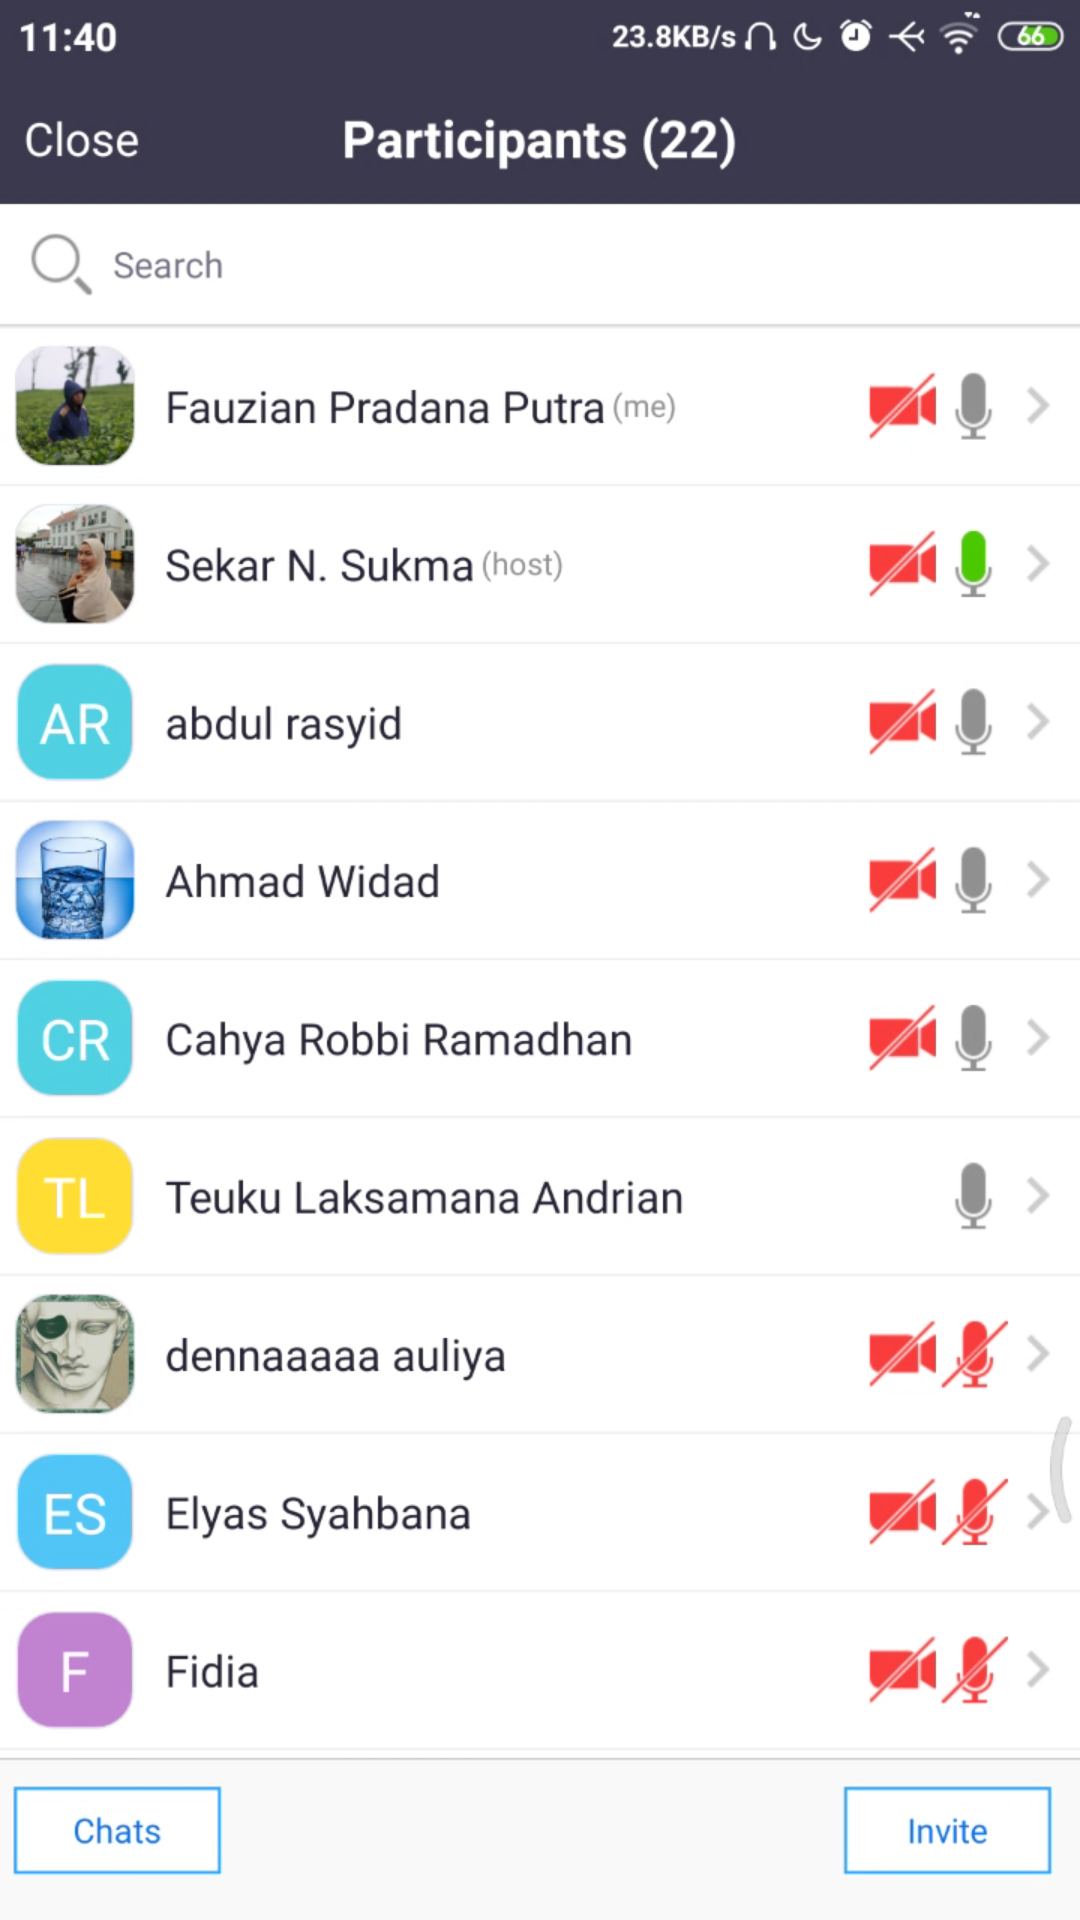 11:40 23.8KB/s 66
Close Participants (22)
Search
Fauzian Pradana Putra (me)
Sekar N. Sukma (host)
AR abdul rasyid
Ahmad Widad
CR Cahya Robbi Ramadhan
TL Teuku Laksamana Andrian
dennaaaaa auliya
ES Elyas Syahbana
F Fidia
Chats Invite